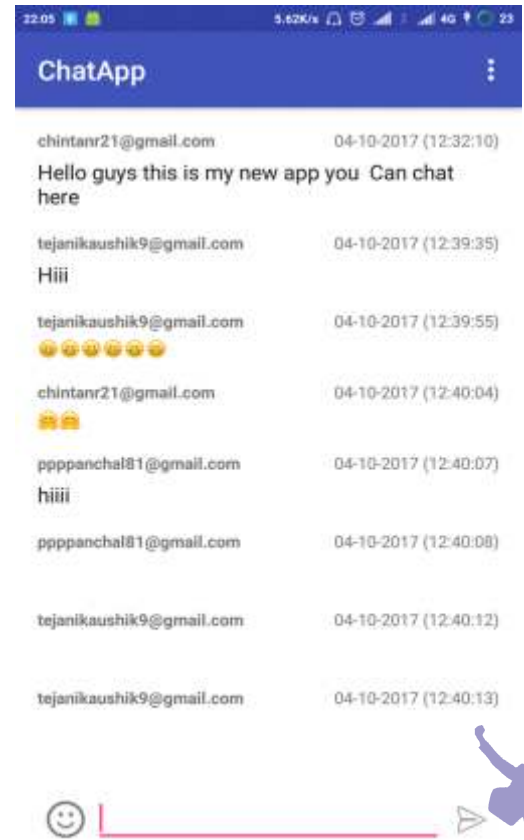 22:05 5.62K/s 4G 23
ChatApp
chintanr21@gmail.com 04-10-2017 (12:32:10)
Hello guys this is my new app you Can chat
here
tejanikaushik9@gmail.com 04-10-2017 (12:39:35)
Hiii
tejanikaushik9@gmail.com 04-10-2017 (12:39:55)
😄😄😄😄😄😄
chintanr21@gmail.com 04-10-2017 (12:40:04)
🤗🤗
ppppanchal81@gmail.com 04-10-2017 (12:40:07)
hiiii
ppppanchal81@gmail.com 04-10-2017 (12:40:08)
tejanikaushik9@gmail.com 04-10-2017 (12:40:12)
tejanikaushik9@gmail.com 04-10-2017 (12:40:13)